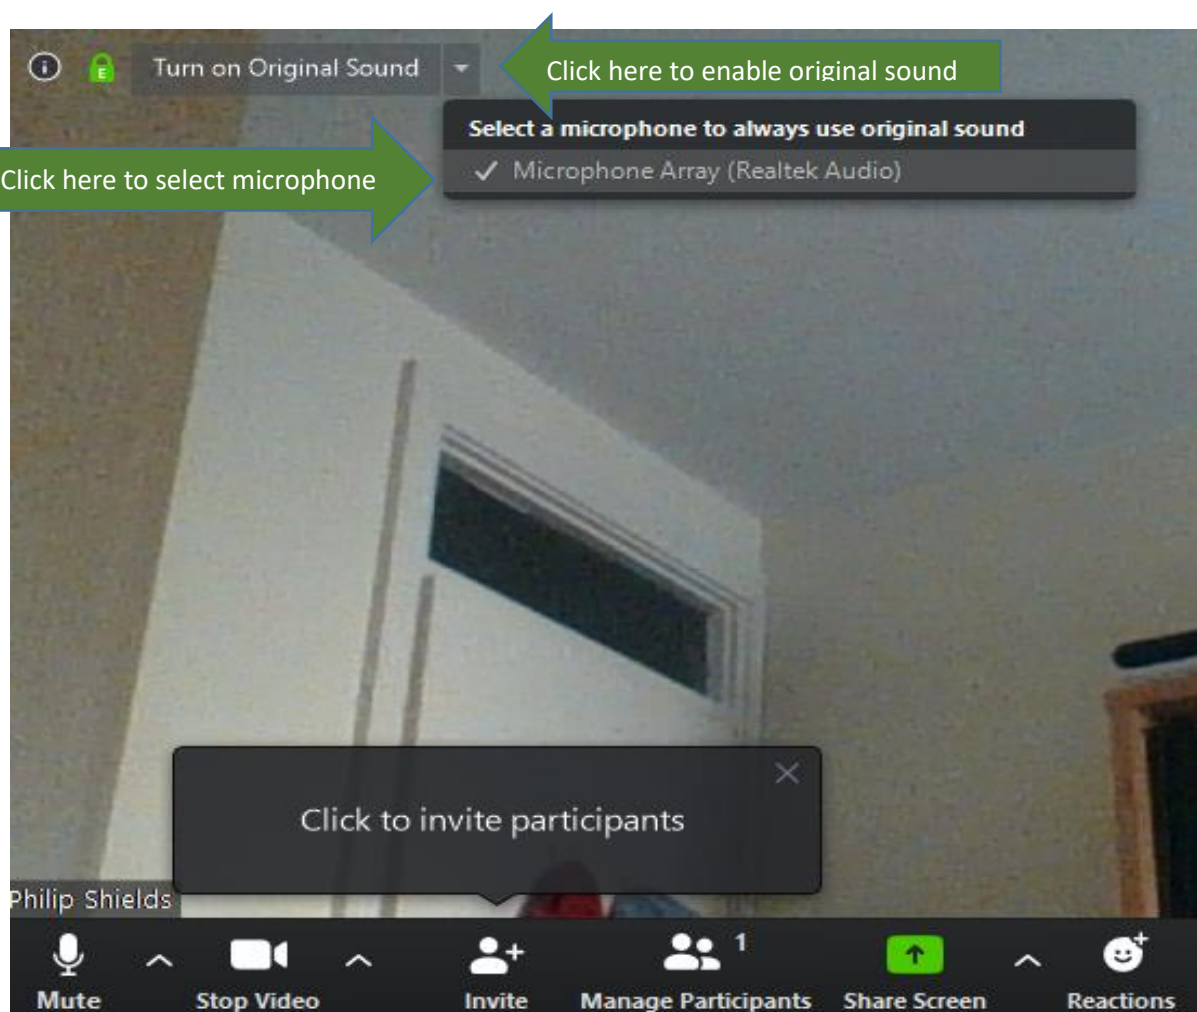 Turn on Original Sound
Click here to enable original sound
Select a microphone to always use original sound
Click here to select microphone
Microphone Array (Realtek Audio)
Click to invite participants
Philip Shields
1
Mute
Stop Video
Invite
Manage Participants
Share Screen
Reactions